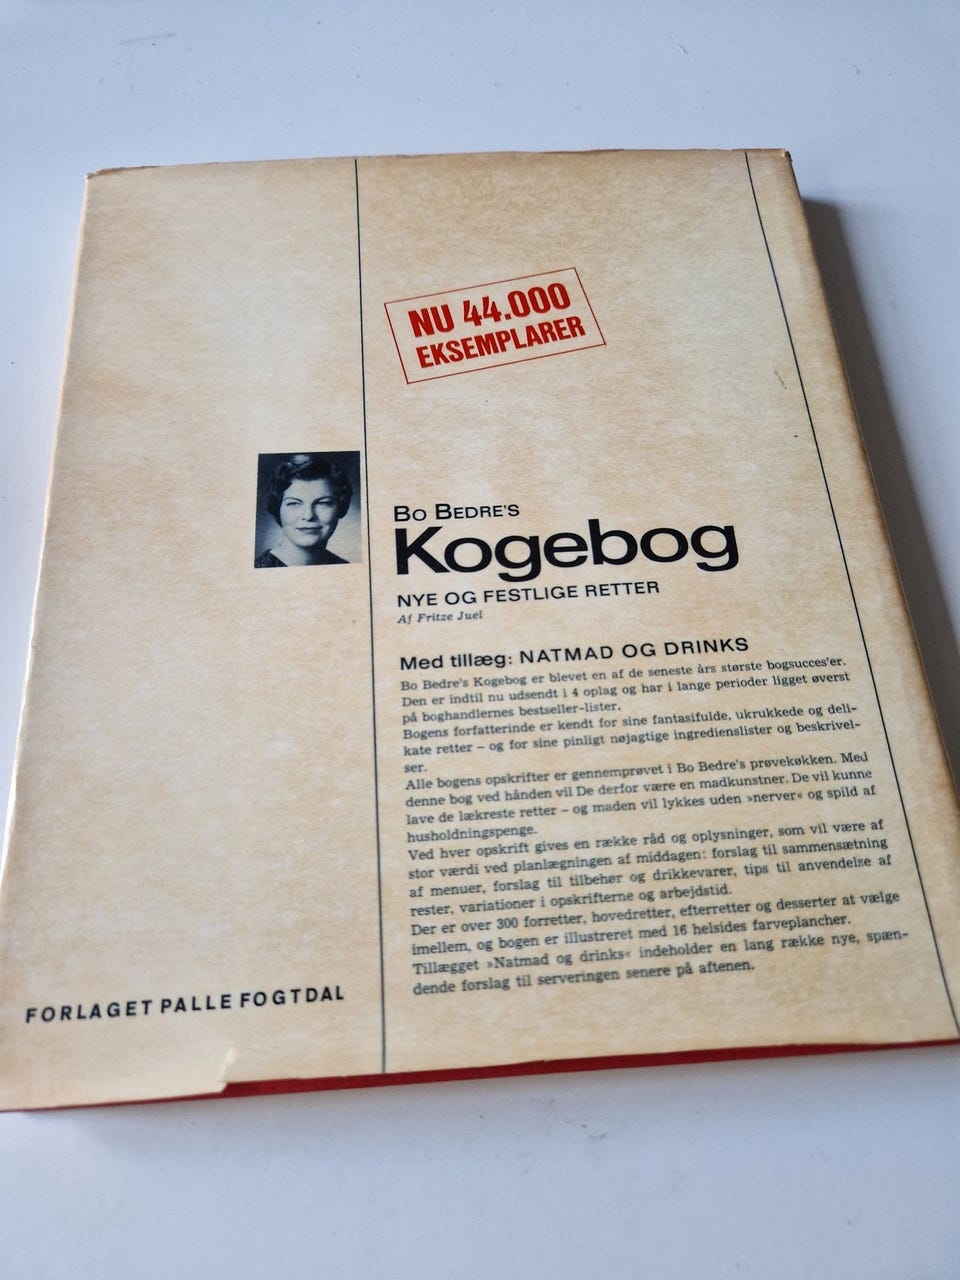 NU 44.000
EKSEMPLARER
BO BEDRE'S
Kogebog
NYE OG FESTLIGE RETTER
Af Fritze Juel
Med tillæg: NATMAD OG DRINKS
Bo Bedre's Kogebog er blevet en af de seneste års største bogsucces'er.
Den er indtil nu udsendt i 4 oplag og har i lange perioder ligget øverst
på boghandlernes bestseller-lister.
Bogens forfatterinde er kendt for sine fantasifulde, ukrukkede og deli-
kate retter – og for sine pinligt nøjagtige ingredienslister og beskrivel-
ser.
Alle bogens opskrifter er gennemprøvet i Bo Bedre's prøvekøkken. Med
denne bog ved hånden vil De derfor være en madkunstner. De vil kunne
lave de lækreste retter – og maden vil lykkes uden »nerver« og spild af
husholdningspenge.
Ved hver opskrift gives en række råd og oplysninger, som vil være af
stor værdi ved planlægningen af middagen: forslag til sammensætning
af menuer, forslag til tilbehør og drikkevarer, tips til anvendelse af
rester, variationer i opskrifterne og arbejdstid.
Der er over 300 forretter, hovedretter, efterretter og desserter at vælge
imellem, og bogen er illustreret med 16 helsides farveplancher.
Tillægget »Natmad og drinks« indeholder en lang række nye, spæn-
dende forslag til serveringen senere på aftenen.
FORLAGET PALLE FOGTDAL